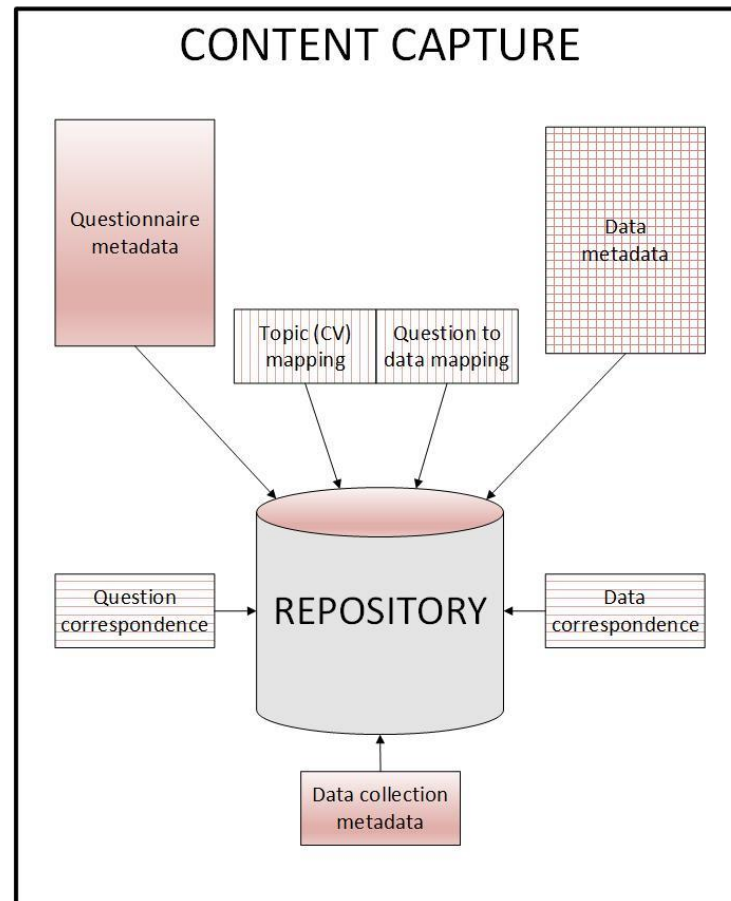 CONTENT CAPTURE
Questionnaire
metadata
Data
metadata
Topic (CV)
mapping
Question to
data mapping
Question
correspondence
REPOSITORY
Data
correspondence
Data collection
metadata